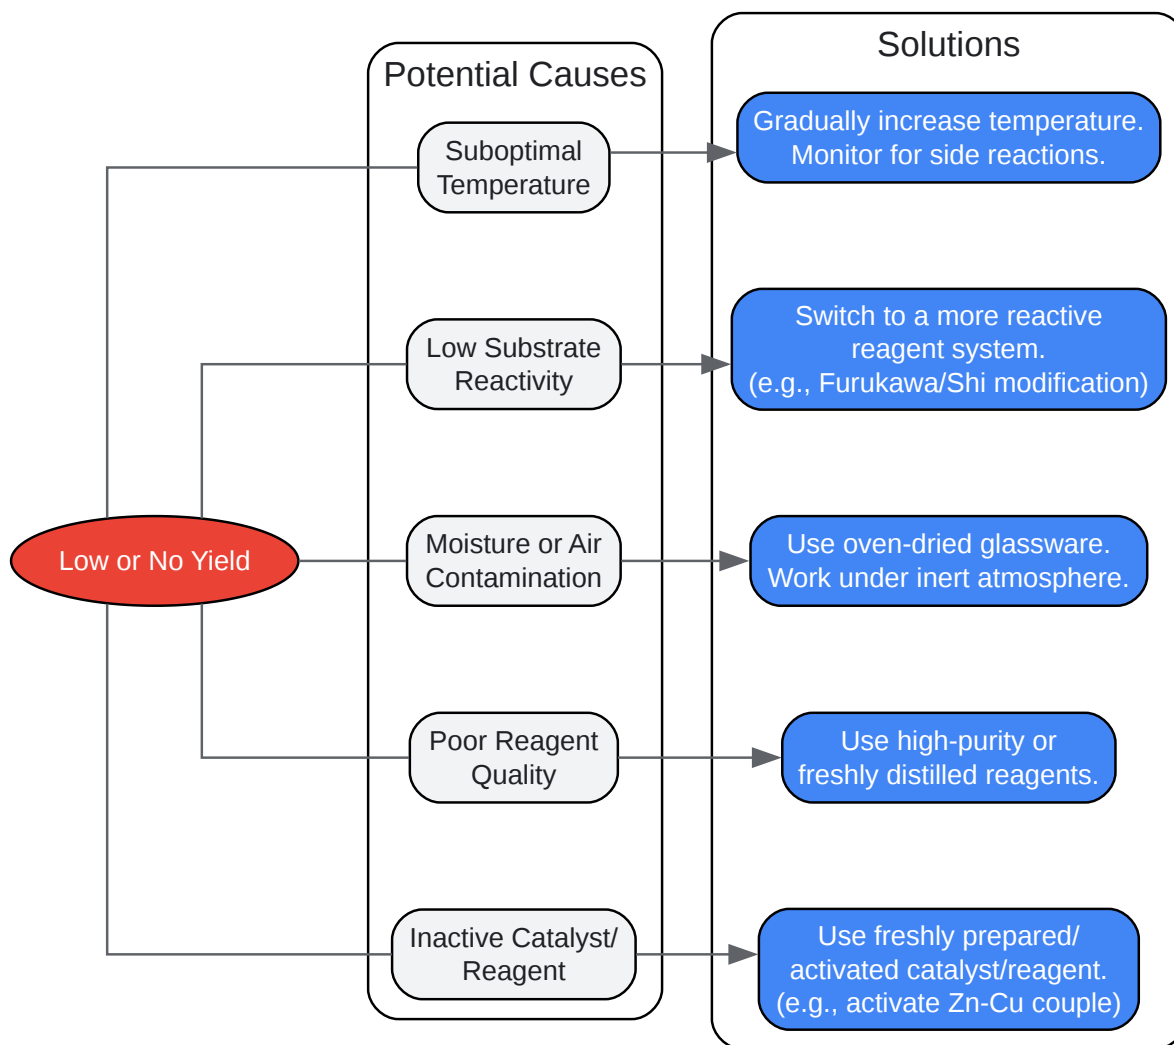 Solutions
Potential Causes
Gradually increase temperature.
Monitor for side reactions.
Suboptimal
Temperature
Switch to a more reactive
reagent system.
(e.g., Furukawa/Shi modification)
Low Substrate
Reactivity
Low or No Yield
Moisture or Air
Contamination
Use oven-dried glassware.
Work under inert atmosphere.
Poor Reagent
Quality
Use high-purity or
freshly distilled reagents.
Inactive Catalyst/
Reagent
Use freshly prepared/
activated catalyst/reagent.
(e.g., activate Zn-Cu couple)